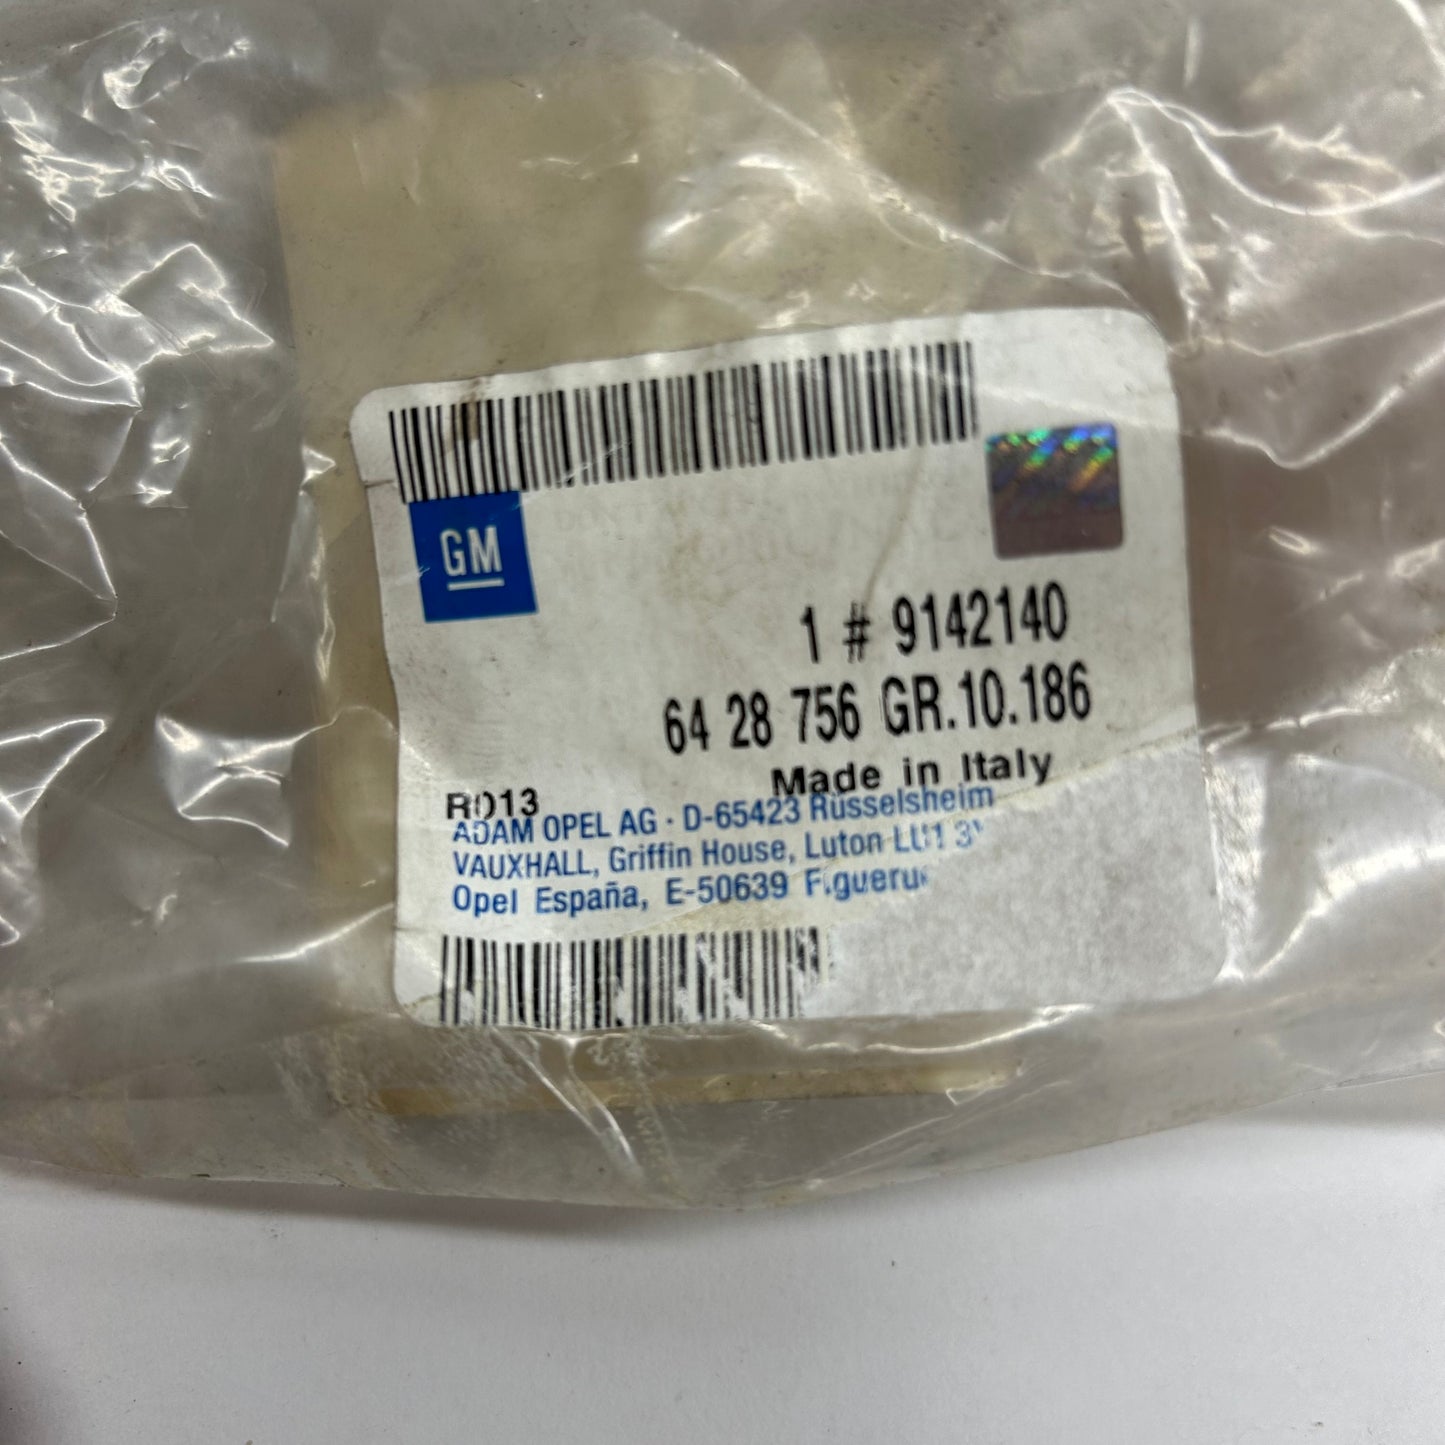 GM
1 # 9142140
64 28 756 GR.10.186
Made in Italy
R013
ADAM OPEL AG · D-65423 Rüsselsheim
VAUXHALL, Griffin House, Luton LU1
Opel España, E-50639